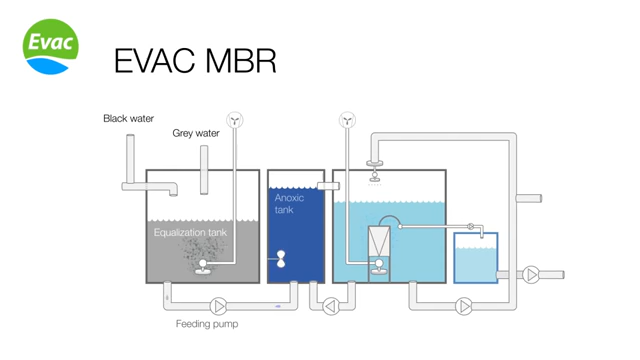 Evac
EVAC MBR
Black water
Grey water
Anoxic
tank
Equalization tank
Feeding pump